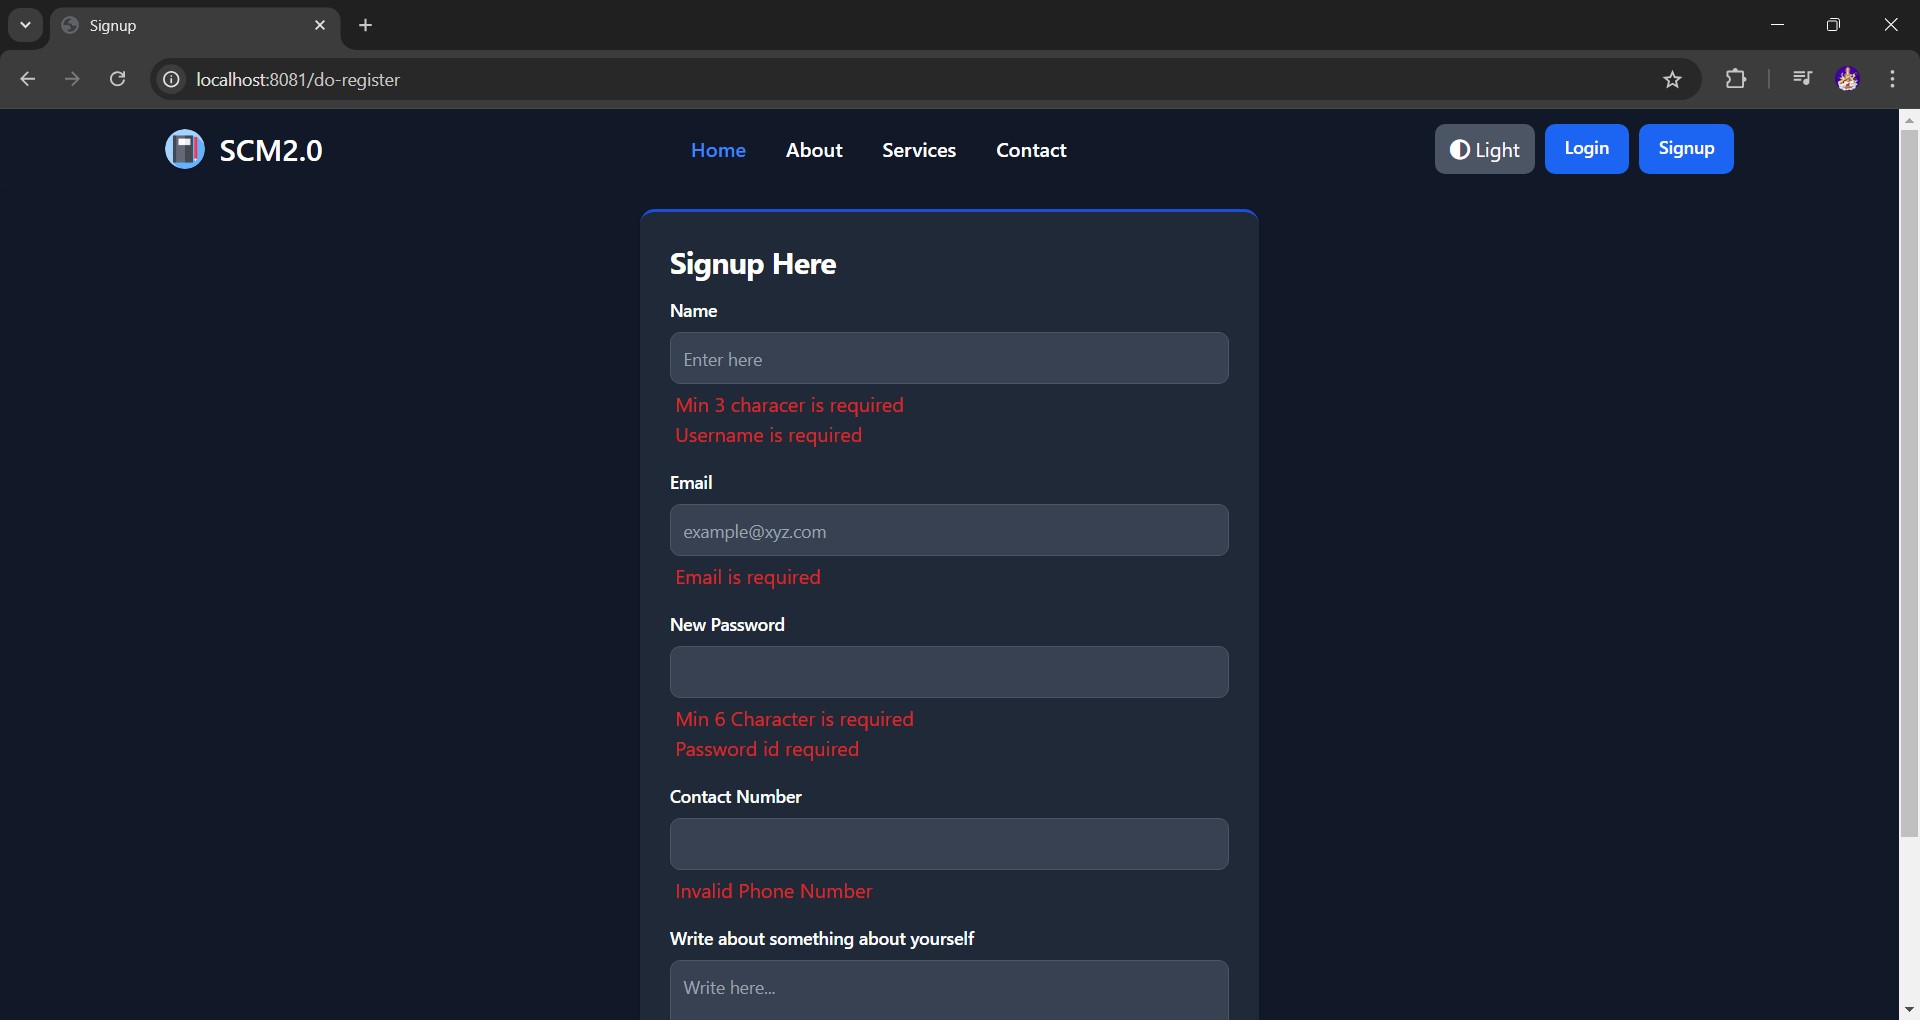 Signup
localhost:8081/do-register
SCM2.0
Home About Services Contact
Light Login Signup
Signup Here
Name
Enter here
Min 3 characer is required
Username is required
Email
example@xyz.com
Email is required
New Password
Min 6 Character is required
Password id required
Contact Number
Invalid Phone Number
Write about something about yourself
Write here...